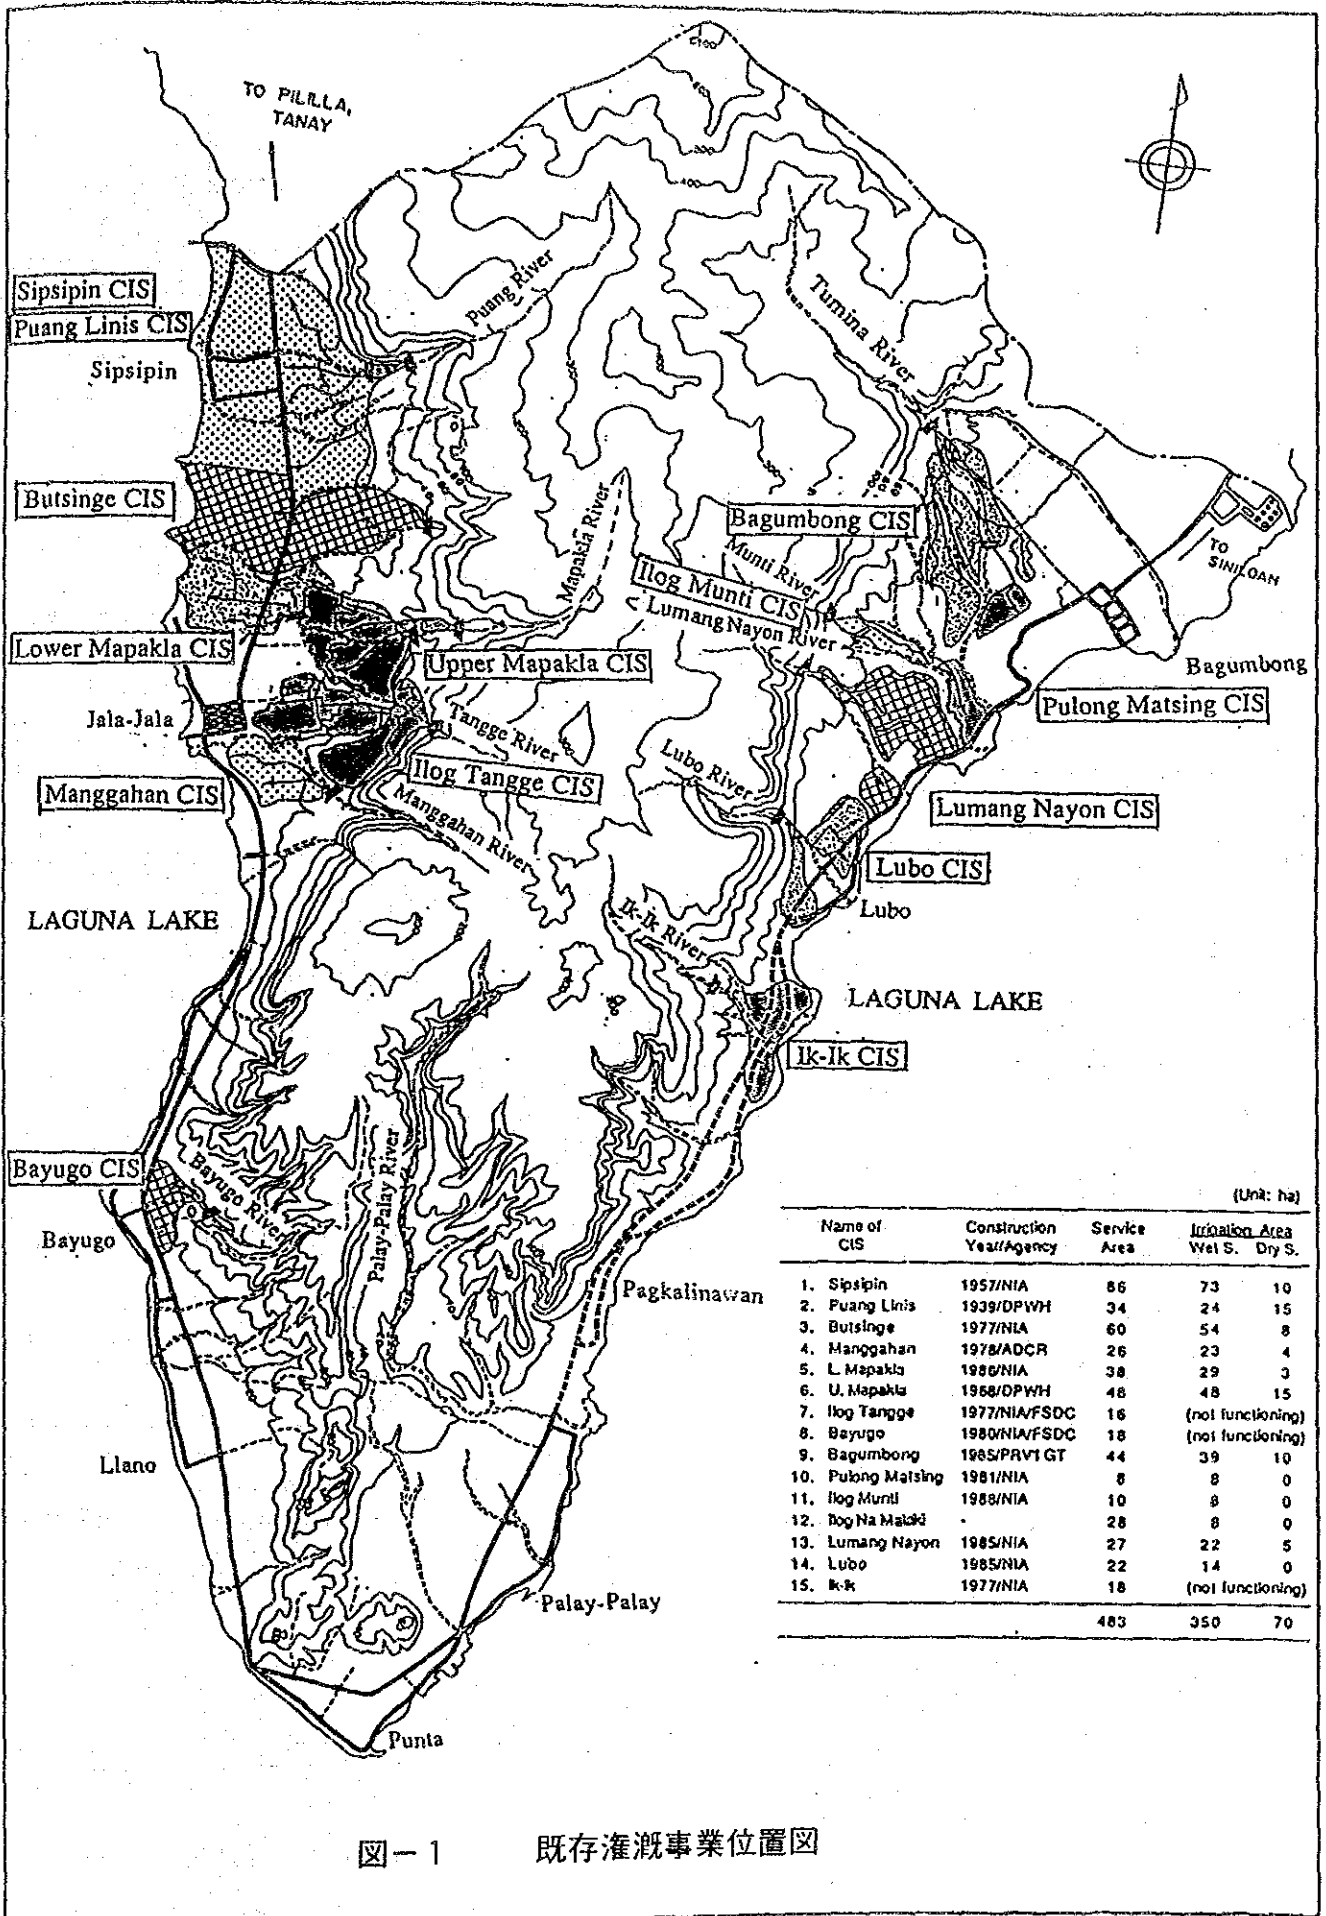 TO PILILLA,
TANAY
Puang River
Tumina River
Sipsipin CIS
Puang Linis CIS
Sipsipin
Butsinge CIS
Bagumbong CIS
Mapakla River
Munti River
Ilog Munti CIS
Lumang Nayon River
TO
SINILOAN
Lower Mapakla CIS
Upper Mapakla CIS
Bagumbong
Pulong Matsing CIS
Jala-Jala
Tangge River
Lubo River
Ilog Tangge CIS
Manggahan CIS
Manggahan River
Lumang Nayon CIS
Lubo CIS
Lubo
LAGUNA LAKE
Ik-Ik River
LAGUNA LAKE
Ik-Ik CIS
Bayugo CIS
Bayugo River
Palay-Palay River
Bayugo
Pagkalinawan
Llano
Palay-Palay
Punta
(Unit: ha)
Name of CIS Construction Year/Agency Service Area Irrigation Area Wet S. Dry S.
1. Sipsipin 1957/NIA 86 73 10
2. Puang Linis 1939/DPWH 34 24 15
3. Butsinge 1977/NIA 60 54 8
4. Manggahan 1978/ADCR 26 23 4
5. L. Mapakla 1986/NIA 38 29 3
6. U. Mapakla 1968/DPWH 48 48 15
7. Ilog Tangge 1977/NIA/FSDC 16 (not functioning)
8. Bayugo 1980/NIA/FSDC 18 (not functioning)
9. Bagumbong 1985/PRVT GT 44 39 10
10. Pulong Matsing 1981/NIA 8 8 0
11. Ilog Munti 1988/NIA 10 8 0
12. Ilog Na Malaki - 28 8 0
13. Lumang Nayon 1985/NIA 27 22 5
14. Lubo 1985/NIA 22 14 0
15. Ik-Ik 1977/NIA 18 (not functioning)
483 350 70
図－1 既存潅漑事業位置図